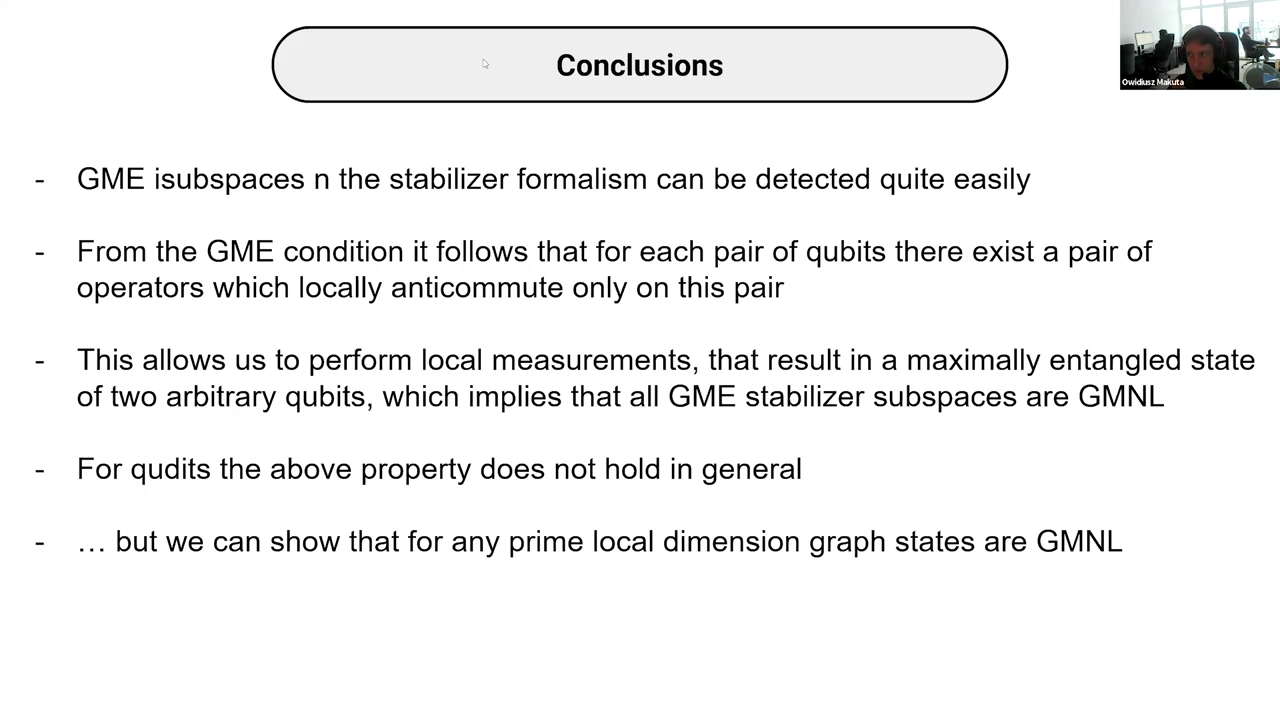 Conclusions
Owidiusz Makuta
- GME isubspaces n the stabilizer formalism can be detected quite easily
- From the GME condition it follows that for each pair of qubits there exist a pair of
operators which locally anticommute only on this pair
- This allows us to perform local measurements, that result in a maximally entangled state
of two arbitrary qubits, which implies that all GME stabilizer subspaces are GMNL
- For qudits the above property does not hold in general
- … but we can show that for any prime local dimension graph states are GMNL